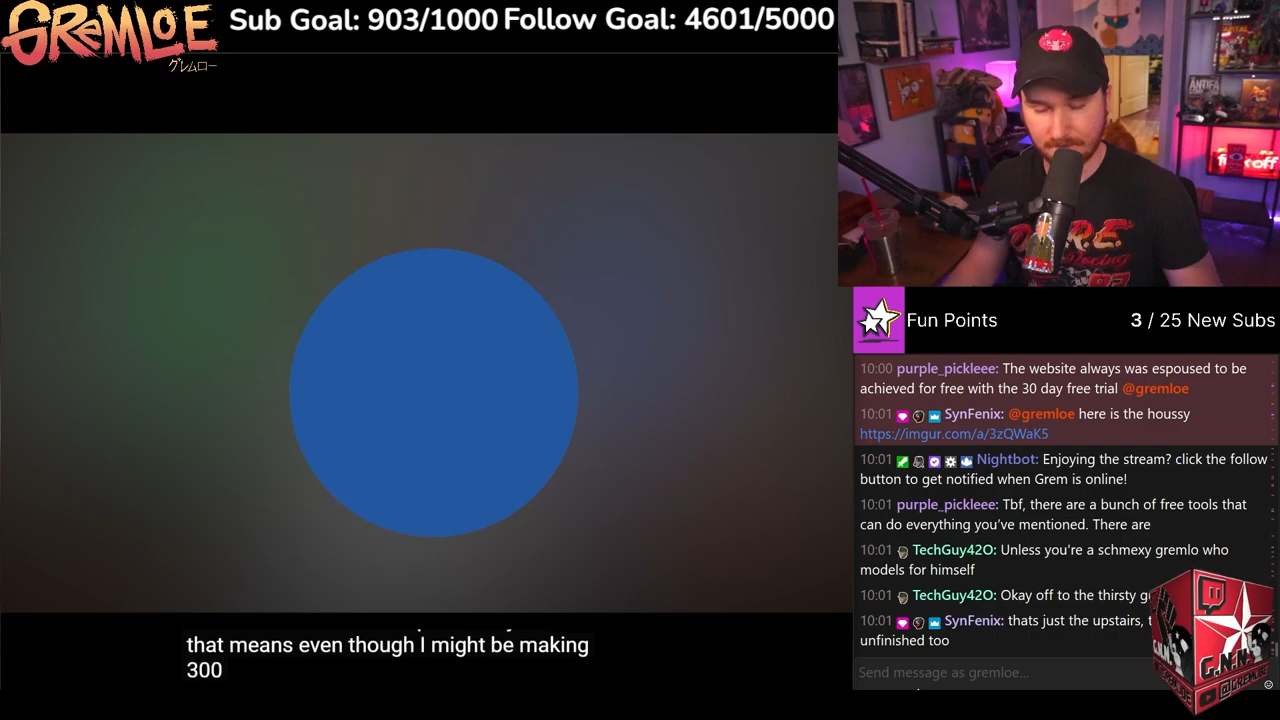 GREMLOE
グレムロー
Sub Goal: 903/1000 Follow Goal: 4601/5000
ANTIFA
fuck off
Fun Points
3 / 25 New Subs
10:00 purple_pickleee: The website always was espoused to be
achieved for free with the 30 day free trial @gremloe
10:01 SynFenix: @gremloe here is the houssy
https://imgur.com/a/3zQWaK5
10:01 Nightbot: Enjoying the stream? click the follow
button to get notified when Grem is online!
10:01 purple_pickleee: Tbf, there are a bunch of free tools that
can do everything you've mentioned. There are
10:01 TechGuy42O: Unless you're a schmexy gremlo who
models for himself
10:01 TechGuy42O: Okay off to the thirsty
10:01 SynFenix: thats just the upstairs,
unfinished too
Send message as gremloe...
G.N.N.
@GREMLOE
that means even though I might be making
300